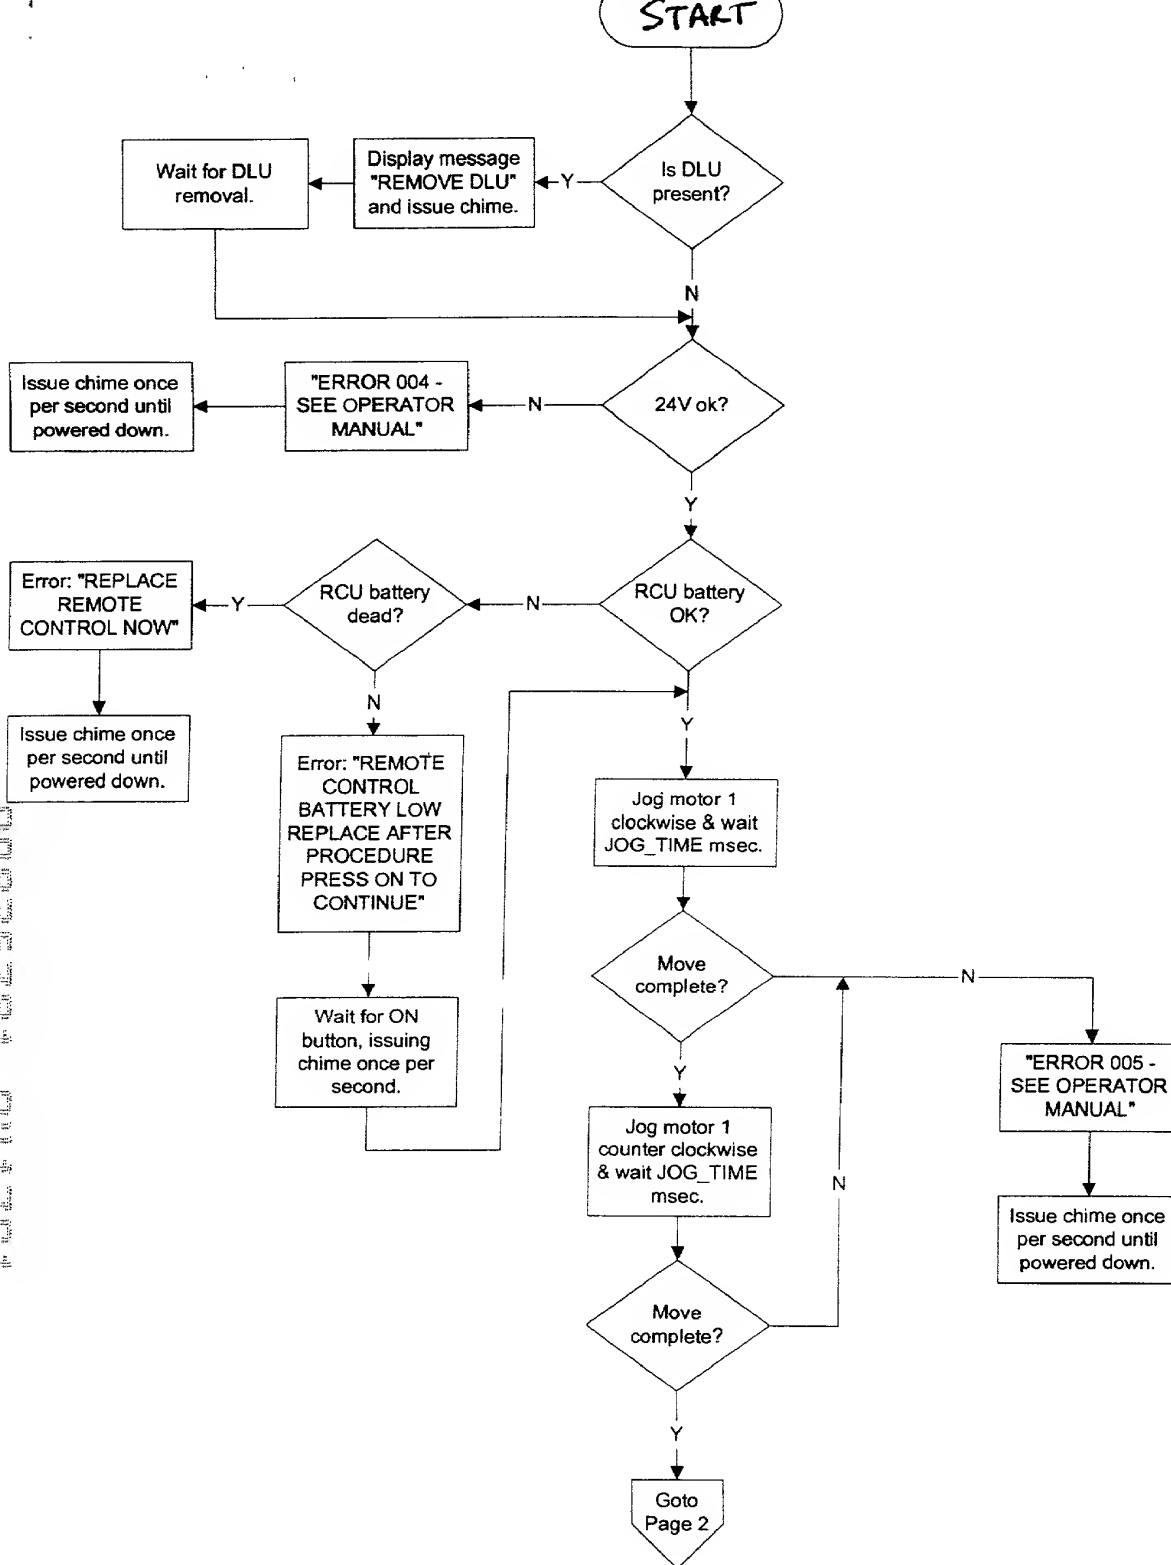 START
Is DLU
present?
Y
Display message
"REMOVE DLU"
and issue chime.
Wait for DLU
removal.
N
24V ok?
N
"ERROR 004 -
SEE OPERATOR
MANUAL"
Issue chime once
per second until
powered down.
Y
RCU battery
OK?
N
RCU battery
dead?
Y
Error: "REPLACE
REMOTE
CONTROL NOW"
Issue chime once
per second until
powered down.
N
Error: "REMOTE
CONTROL
BATTERY LOW
REPLACE AFTER
PROCEDURE
PRESS ON TO
CONTINUE"
Wait for ON
button, issuing
chime once per
second.
Y
Jog motor 1
clockwise & wait
JOG_TIME msec.
Move
complete?
N
"ERROR 005 -
SEE OPERATOR
MANUAL"
Issue chime once
per second until
powered down.
Y
Jog motor 1
counter clockwise
& wait JOG_TIME
msec.
N
Move
complete?
Y
Goto
Page 2